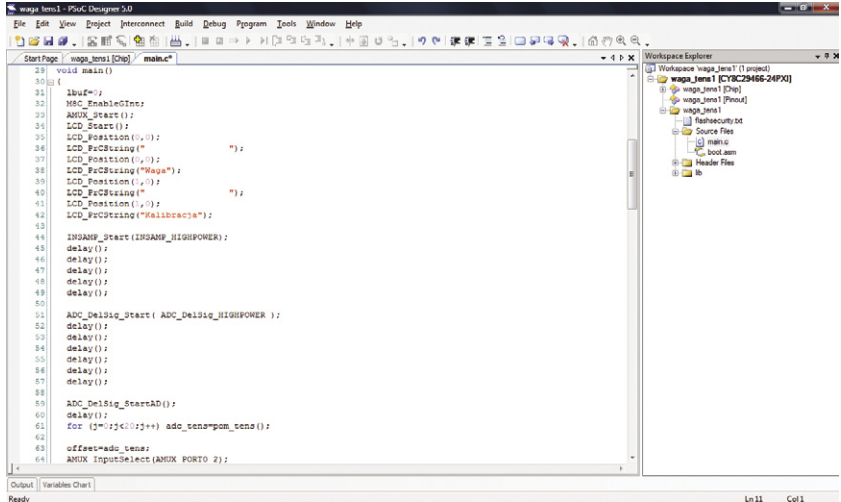 waga_tens1 - PSoC Designer 5.0
File Edit View Project Interconnect Build Debug Program Tools Window Help
Start Page waga_tens1 [Chip] main.c*
29 void main()
30 {
31 lbuf=0;
32 M8C_EnableGInt;
33 AMUX_Start();
34 LCD_Start();
35 LCD_Position(0,0);
36 LCD_PrCString(" ");
37 LCD_Position(0,0);
38 LCD_PrCString("Waga");
39 LCD_Position(1,0);
40 LCD_PrCString(" ");
41 LCD_Position(1,0);
42 LCD_PrCString("Kalibracja");
43
44 INSAMP_Start(INSAMP_HIGHPOWER);
45 delay();
46 delay();
47 delay();
48 delay();
49 delay();
50
51 ADC_DelSig_Start( ADC_DelSig_HIGHPOWER );
52 delay();
53 delay();
54 delay();
55 delay();
56 delay();
57 delay();
58
59 ADC_DelSig_StartAD();
60 delay();
61 for (j=0;j<20;j++) adc_tens=pom_tens();
62
63 offset=adc_tens;
64 AMUX_InputSelect(AMUX_PORT0_2);
Workspace Explorer
Workspace 'waga_tens1' (1 project)
waga_tens1 [CY8C29466-24PXI]
waga_tens1 [Chip]
waga_tens1 [Pinout]
waga_tens1
flashsecurity.txt
Source Files
main.c
boot.asm
Header Files
lib
Output Variables Chart
Ready Ln 11 Col 1